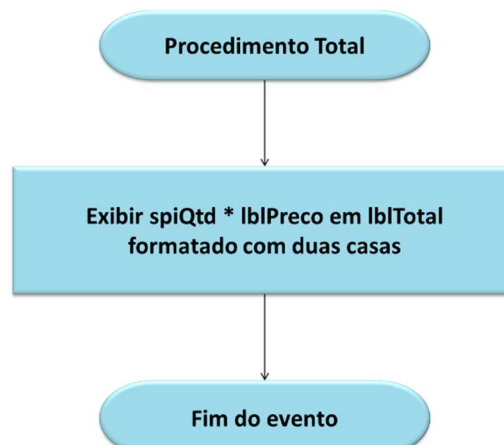 Procedimento Total
Exibir spiQtd * lblPreco em lblTotal
formatado com duas casas
Fim do evento